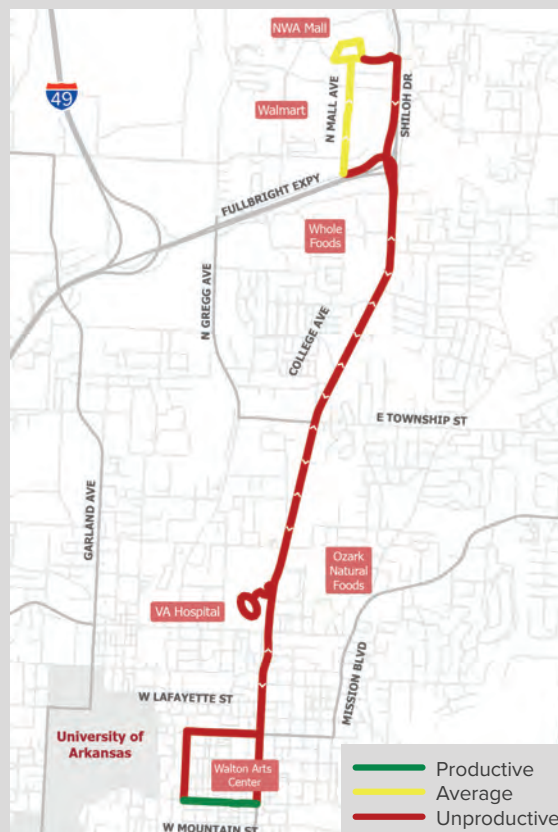 NWA Mall
49
Walmart
N MALL AVE
SHILOH DR.
FULLBRIGHT EXPY
Whole
Foods
N GREGG AVE
COLLEGE AVE
E TOWNSHIP ST
GARLAND AVE
Ozark
Natural
Foods
VA Hospital
MISSION BLVD
W LAFAYETTE ST
University of
Arkansas
Walton Arts
Center
W MOUNTAIN ST
Productive
Average
Unproductive